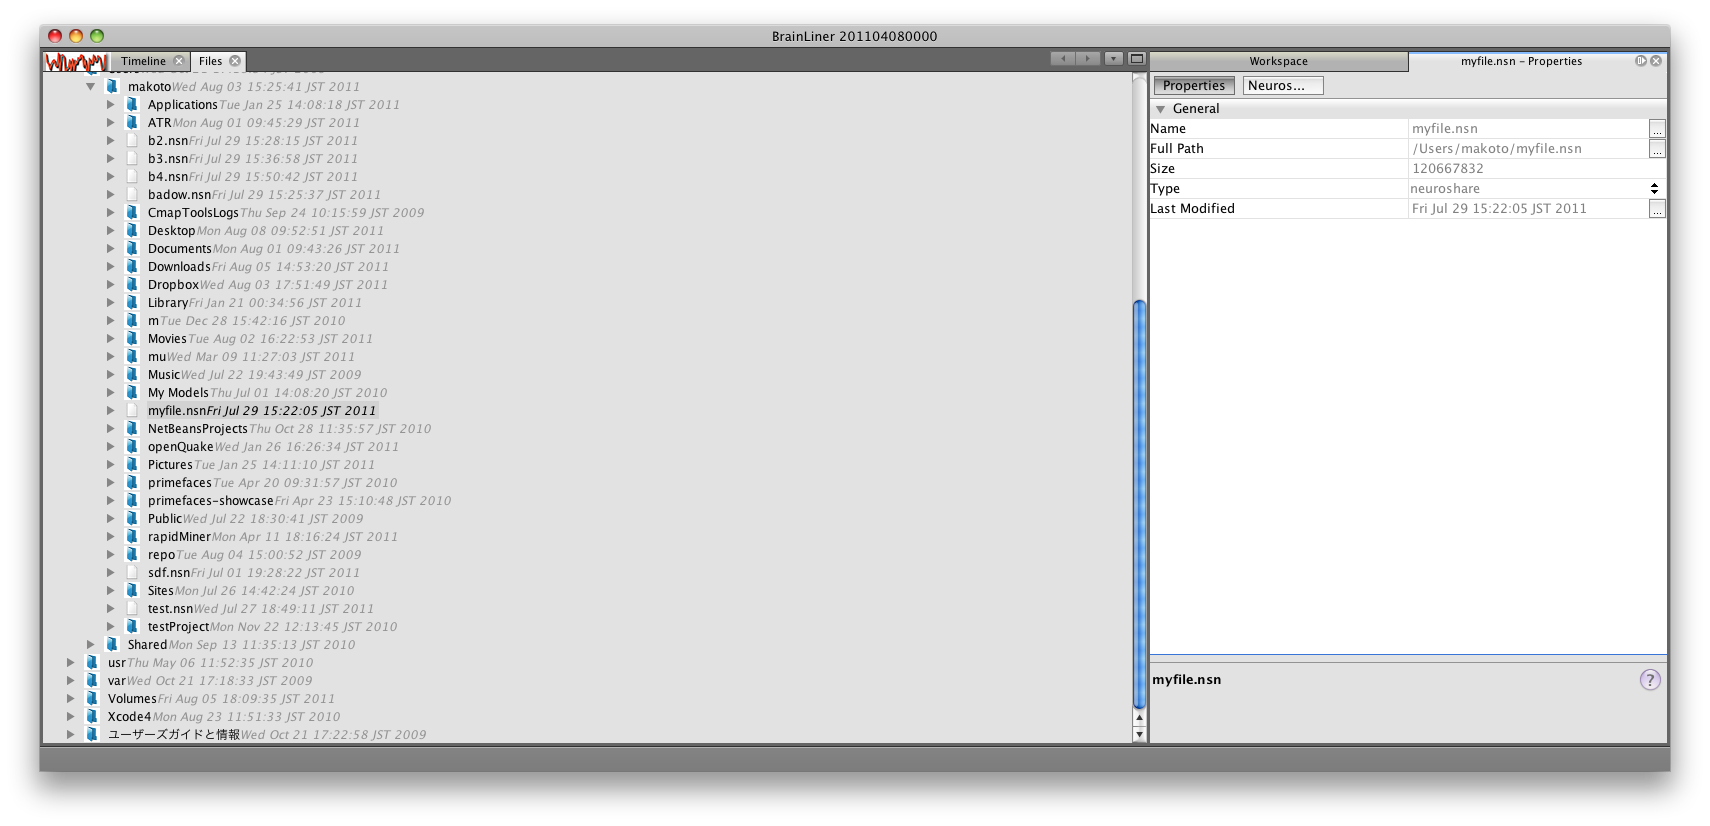 BrainLiner 201104080000
Timeline Files
makotoWed Aug 03 15:25:41 JST 2011
ApplicationsTue Jan 25 14:08:18 JST 2011
ATRMon Aug 01 09:45:29 JST 2011
b2.nsnFri Jul 29 15:28:15 JST 2011
b3.nsnFri Jul 29 15:36:58 JST 2011
b4.nsnFri Jul 29 15:50:42 JST 2011
badow.nsnFri Jul 29 15:25:37 JST 2011
CmapToolsLogsThu Sep 24 10:15:59 JST 2009
DesktopMon Aug 08 09:52:51 JST 2011
DocumentsMon Aug 01 09:43:26 JST 2011
DownloadsFri Aug 05 14:53:20 JST 2011
DropboxWed Aug 03 17:51:49 JST 2011
LibraryFri Jan 21 00:34:56 JST 2011
mTue Dec 28 15:42:16 JST 2010
MoviesTue Aug 02 16:22:53 JST 2011
muWed Mar 09 11:27:03 JST 2011
MusicWed Jul 22 19:43:49 JST 2009
My ModelsThu Jul 01 14:08:20 JST 2010
myfile.nsnFri Jul 29 15:22:05 JST 2011
NetBeansProjectsThu Oct 28 11:35:57 JST 2010
openQuakeWed Jan 26 16:26:34 JST 2011
PicturesTue Jan 25 14:11:10 JST 2011
primefacesTue Apr 20 09:31:57 JST 2010
primefaces-showcaseFri Apr 23 15:10:48 JST 2010
PublicWed Jul 22 18:30:41 JST 2009
rapidMinerMon Apr 11 18:16:24 JST 2011
repoTue Aug 04 15:00:52 JST 2009
sdf.nsnFri Jul 01 19:28:22 JST 2011
SitesMon Jul 26 14:42:24 JST 2010
test.nsnWed Jul 27 18:49:11 JST 2011
testProjectMon Nov 22 12:13:45 JST 2010
SharedMon Sep 13 11:35:13 JST 2010
usrThu May 06 11:52:35 JST 2010
varWed Oct 21 17:18:33 JST 2009
VolumesFri Aug 05 18:09:35 JST 2011
Xcode4Mon Aug 23 11:51:33 JST 2010
ユーザーズガイドと情報Wed Oct 21 17:22:58 JST 2009
Workspace myfile.nsn - Properties
Properties Neuros...
General
Name myfile.nsn ...
Full Path /Users/makoto/myfile.nsn ...
Size 120667832
Type neuroshare
Last Modified Fri Jul 29 15:22:05 JST 2011 ...
myfile.nsn ?